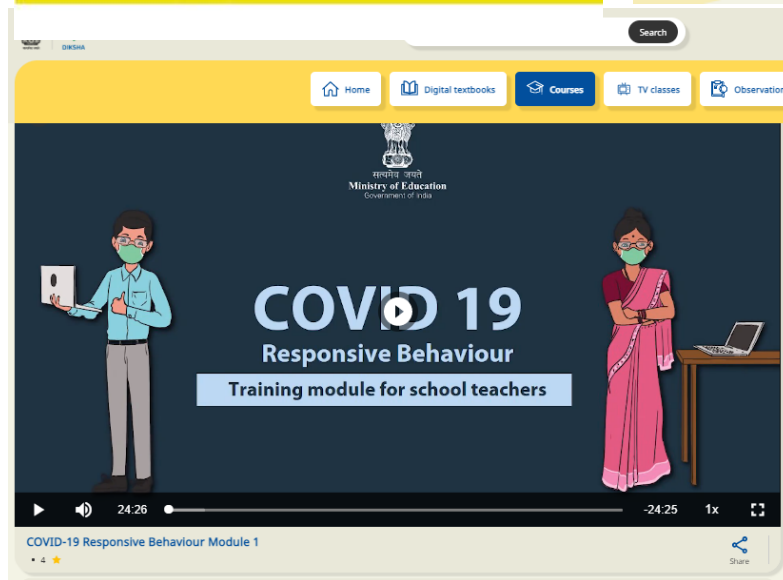 DIKSHA
Search
Home
Digital textbooks
Courses
TV classes
Observation
सत्यमेव जयते
Ministry of Education
Government of India
COVID 19
Responsive Behaviour
Training module for school teachers
24:26
-24:25
1x
COVID-19 Responsive Behaviour Module 1
• 4
Share